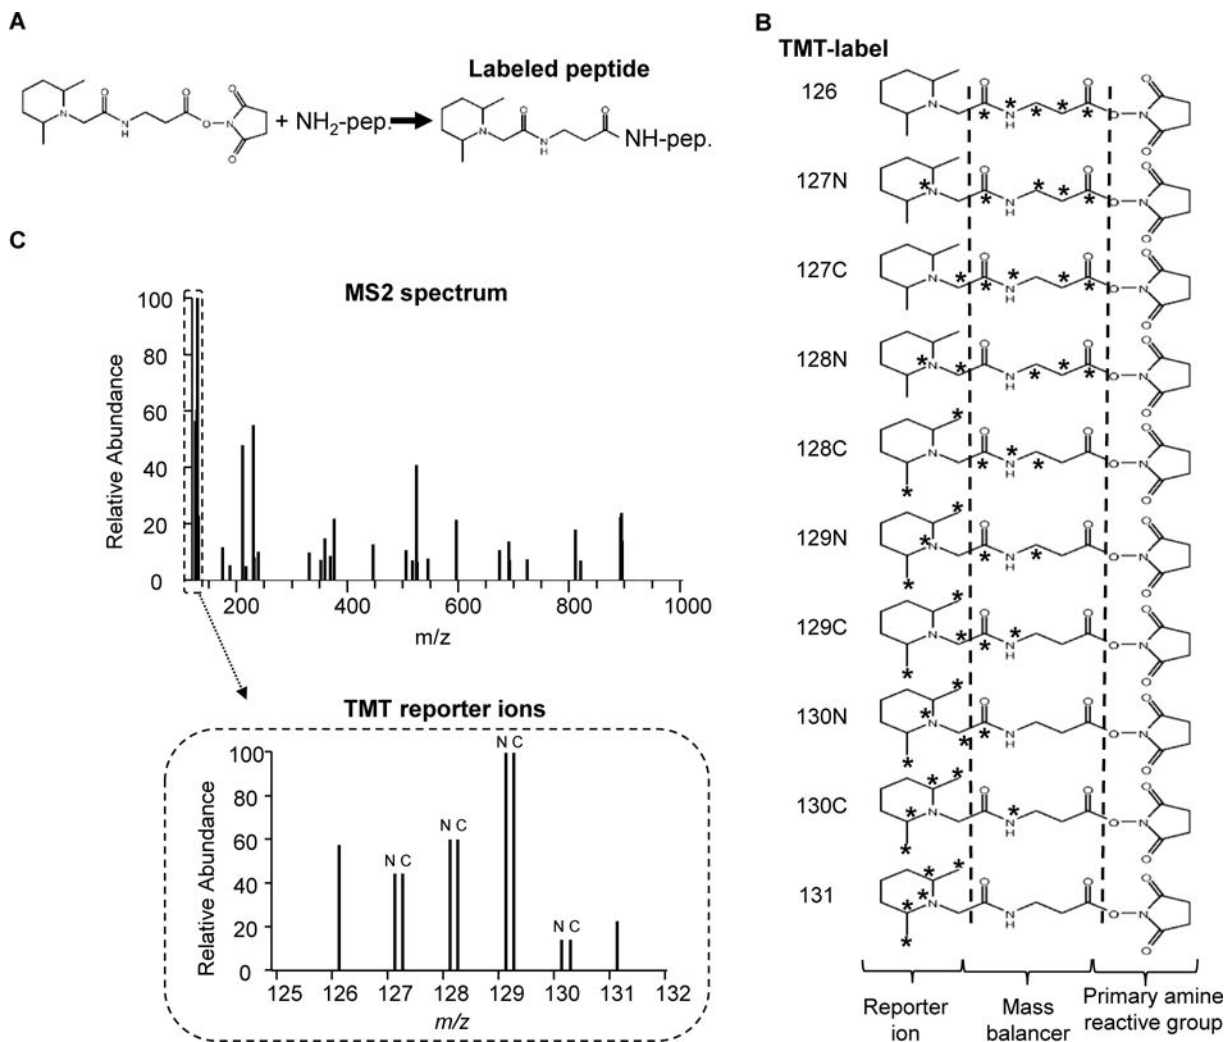 A
Labeled peptide
N
O
N
H
O
O
N
O
O
+ NH2-pep.
N
O
N
H
O
NH-pep.
B
TMT-label
126
127N
127C
128N
128C
129N
129C
130N
130C
131
Reporter
ion
Mass
balancer
Primary amine
reactive group
C
MS2 spectrum
Relative Abundance
100
80
60
40
20
0
200 400 600 800 1000
m/z
TMT reporter ions
Relative Abundance
100
80
60
40
20
0
N C
N C
N C
N C
125 126 127 128 129 130 131 132
m/z